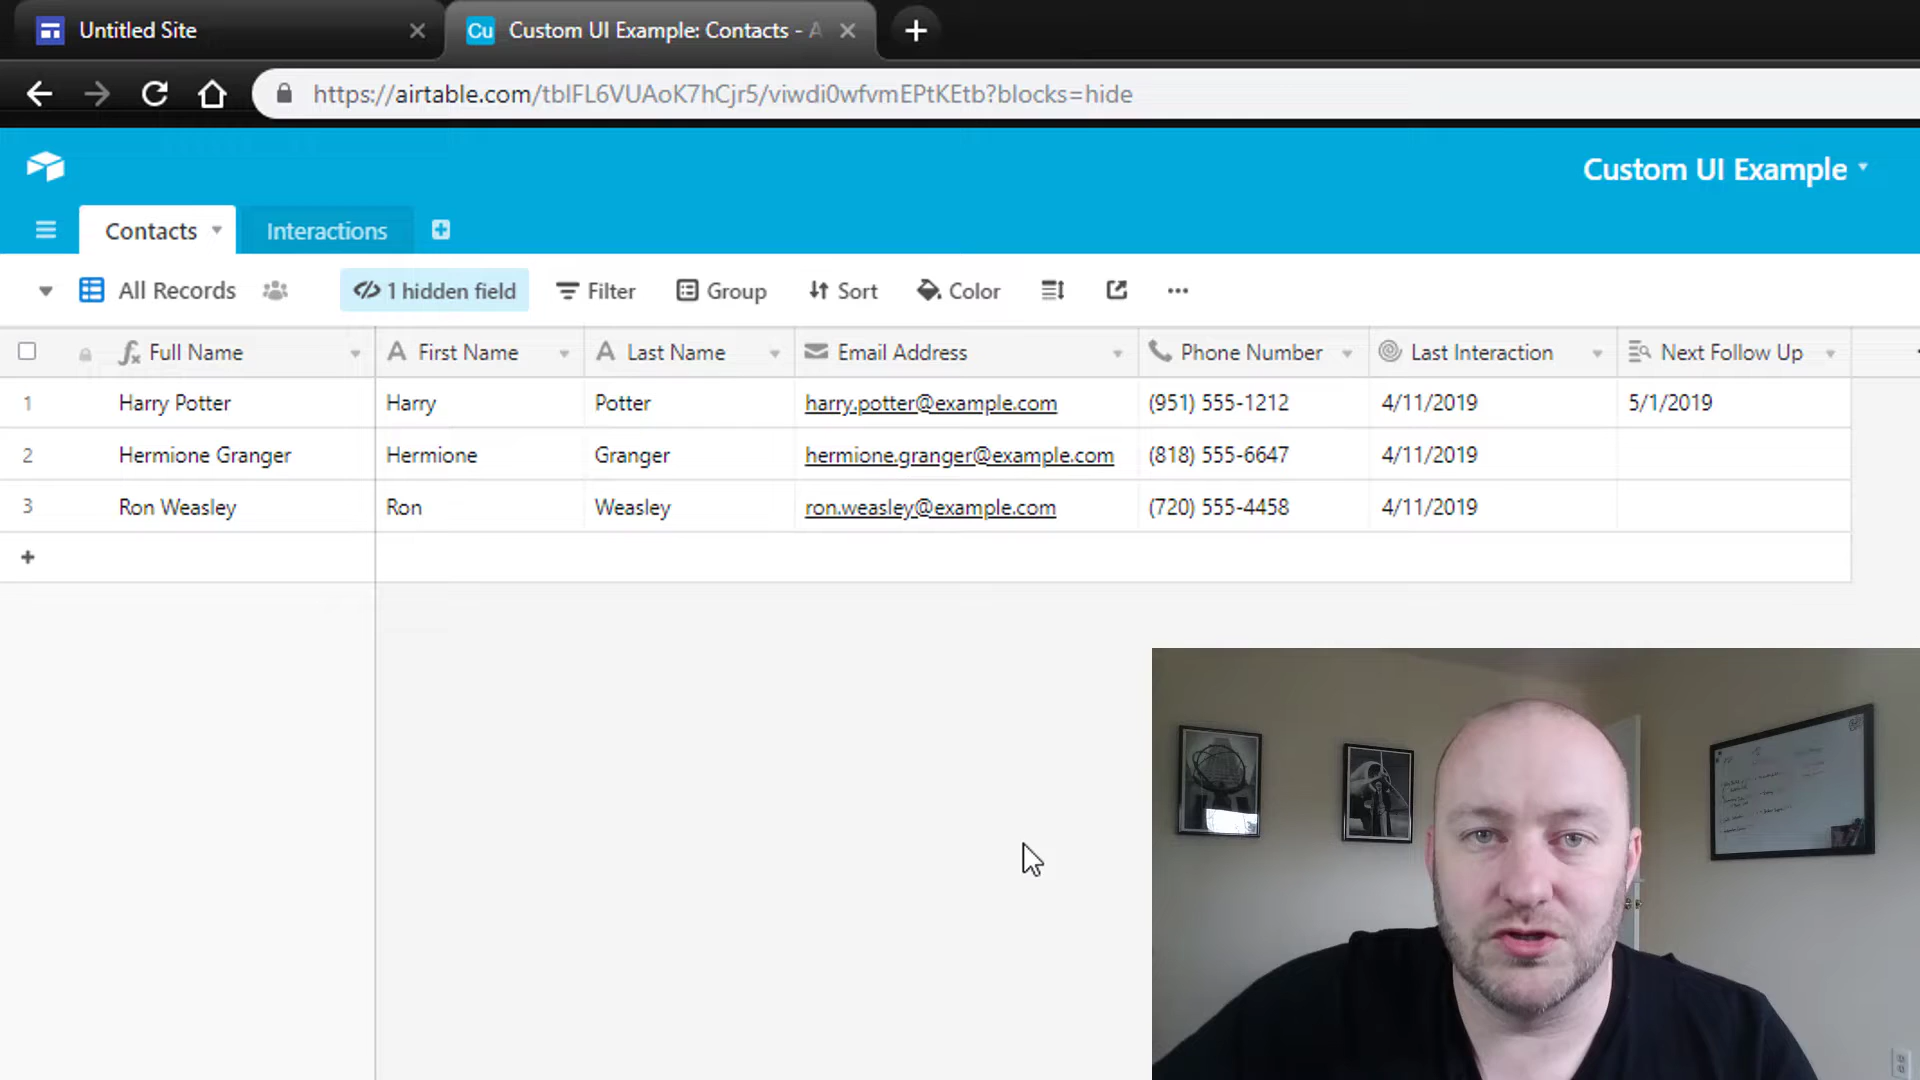 Untitled Site
Cu Custom UI Example: Contacts - A
https://airtable.com/tblFL6VUAoK7hCjr5/viwdi0wfvmEPtKEtb?blocks=hide
Custom UI Example
Contacts Interactions
All Records 1 hidden field Filter Group Sort Color
Full Name First Name Last Name Email Address Phone Number Last Interaction Next Follow Up
1 Harry Potter Harry Potter harry.potter@example.com (951) 555-1212 4/11/2019 5/1/2019
2 Hermione Granger Hermione Granger hermione.granger@example.com (818) 555-6647 4/11/2019
3 Ron Weasley Ron Weasley ron.weasley@example.com (720) 555-4458 4/11/2019